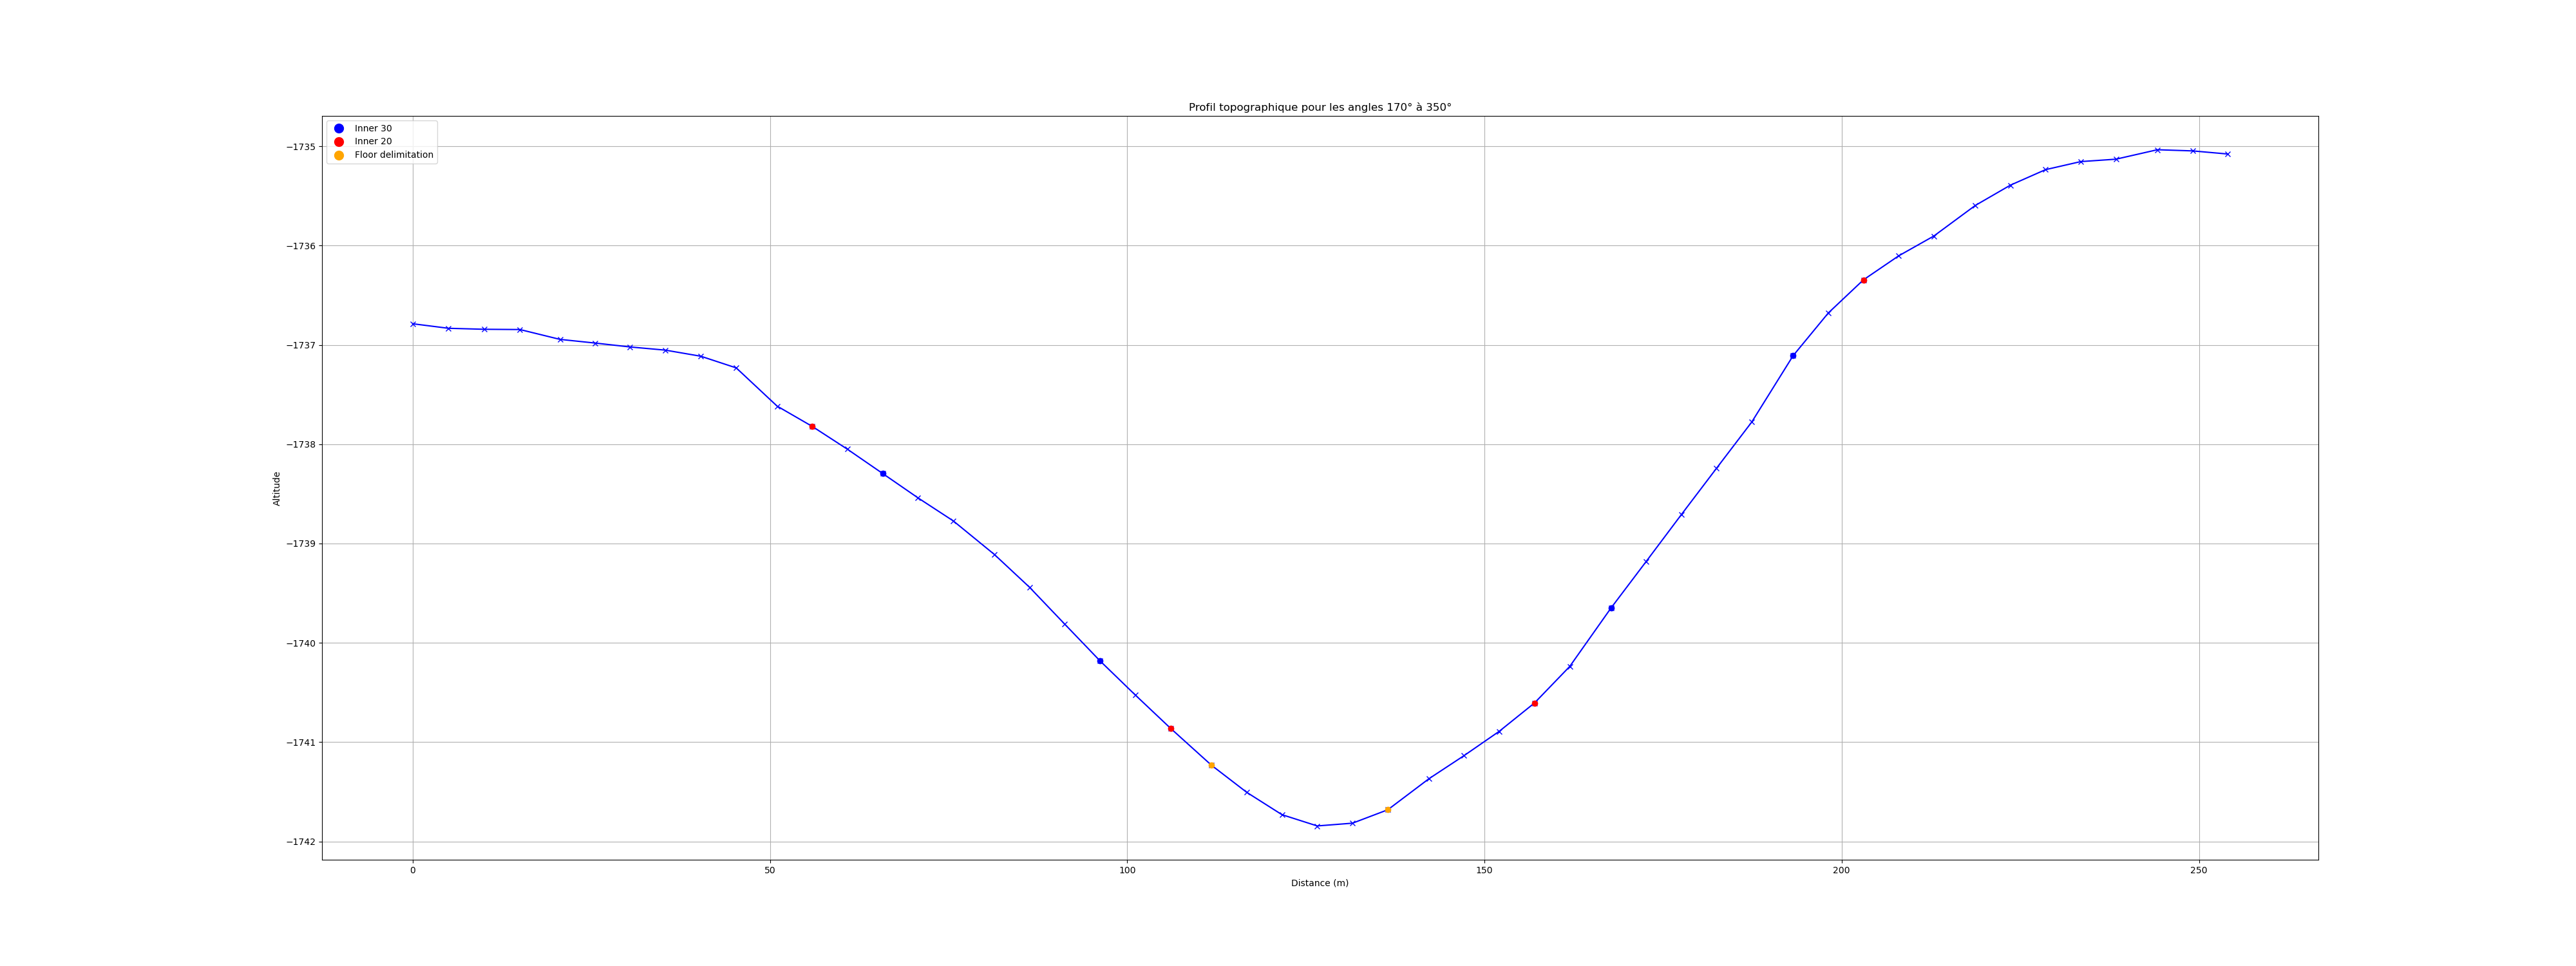 Profil topographique pour les angles 170° à 350°
Inner 30
Inner 20
Floor delimitation
Altitude
−1735
−1736
−1737
−1738
−1739
−1740
−1741
−1742
0 50 100 150 200 250
Distance (m)